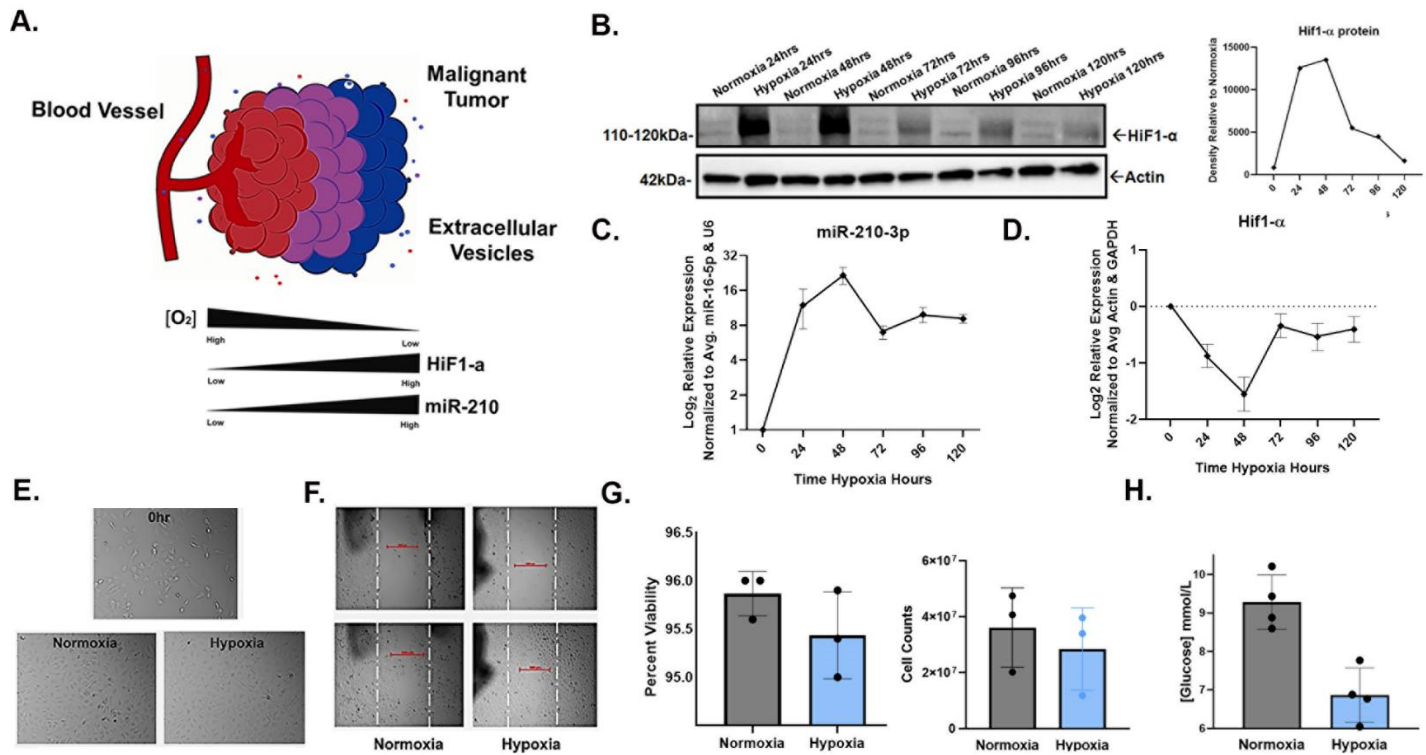 A.
Blood Vessel
Malignant
Tumor
Extracellular
Vesicles
[O₂]
High
Low
HiF1-a
Low
High
miR-210
Low
High
B.
Normoxia 24hrs
Hypoxia 24hrs
Normoxia 48hrs
Hypoxia 48hrs
Normoxia 72hrs
Hypoxia 72hrs
Normoxia 96hrs
Hypoxia 96hrs
Normoxia 120hrs
Hypoxia 120hrs
110-120kDa-
←HiF1-α
42kDa-
←Actin
Hif1-α protein
Density Relative to Normoxia
15000
10000
5000
0
0
24
48
72
96
120
s
C.
miR-210-3p
Log₂ Relative Expression
Normalized to Avg. miR-16-5p & U6
32
16
8
4
2
1
0
24
48
72
96
120
Time Hypoxia Hours
D.
Hif1-α
Log2 Relative Expression
Normalized to Avg Actin & GAPDH
1
0
-1
-2
0
24
48
72
96
120
Time Hypoxia Hours
E.
0hr
Normoxia
Hypoxia
F.
Normoxia
Hypoxia
G.
Percent Viability
96.5
96.0
95.5
95.0
Normoxia
Hypoxia
Cell Counts
6×10⁷
4×10⁷
2×10⁷
0
Normoxia
Hypoxia
H.
[Glucose] mmol/L
10
9
8
7
6
Normoxia
Hypoxia